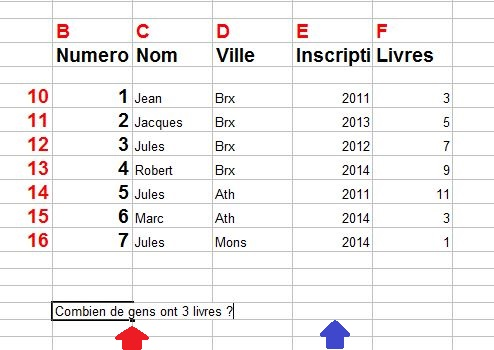 B C D E F
Numero Nom Ville Inscripti Livres
10 1 Jean Brx 2011 3
11 2 Jacques Brx 2013 5
12 3 Jules Brx 2012 7
13 4 Robert Brx 2014 9
14 5 Jules Ath 2011 11
15 6 Marc Ath 2014 3
16 7 Jules Mons 2014 1
Combien de gens ont 3 livres ?